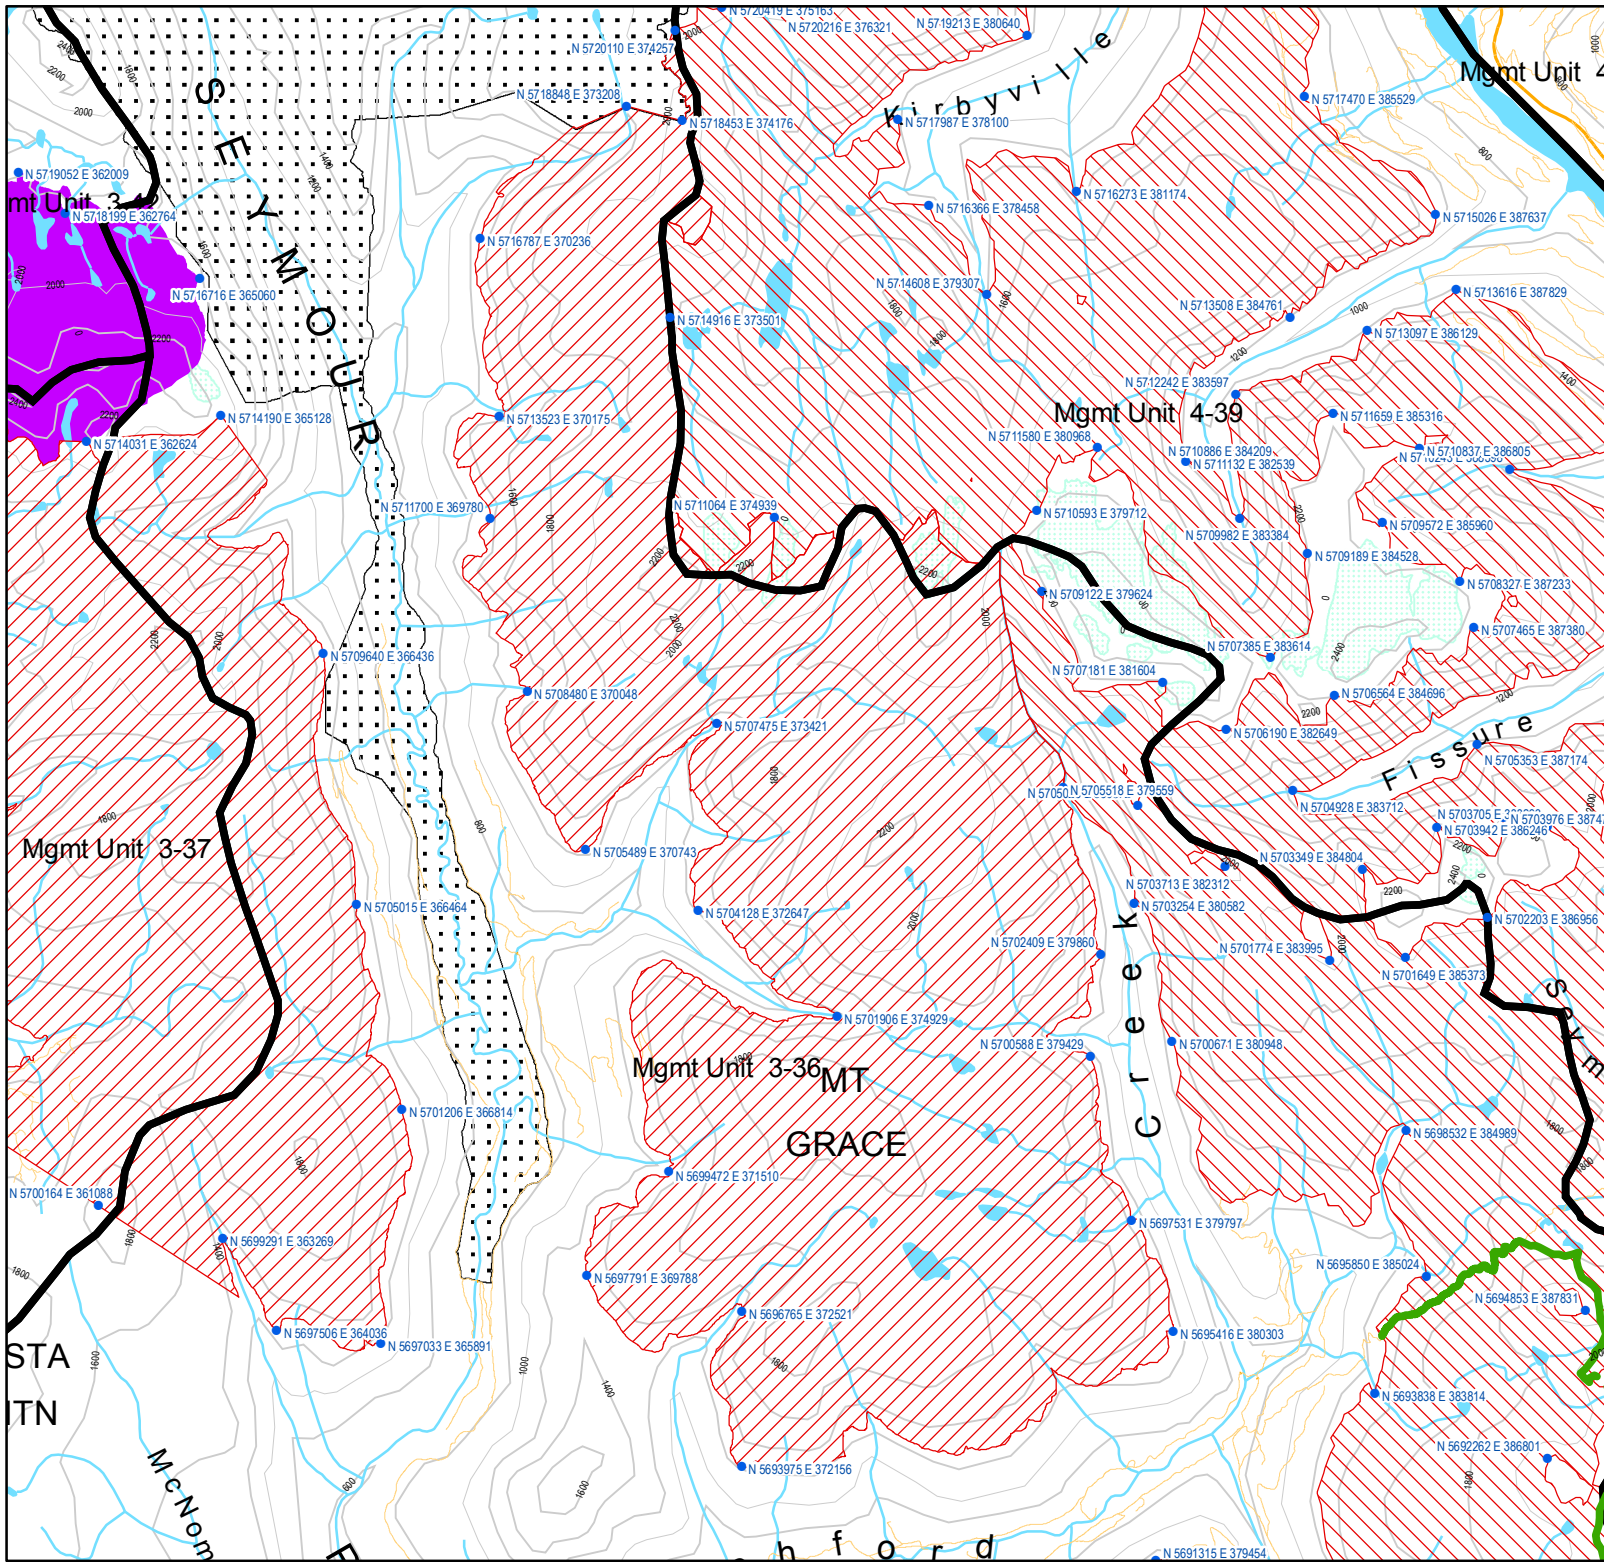 N 5720419 E 375163
N 5720216 E 376321
N 5719213 E 380640
N 5720110 E 374257
Kirbyville
Mgmt Unit 4
SEYMOUR
N 5718848 E 373208
N 5718453 E 374176
N 5717987 E 378100
N 5717470 E 385529
N 5719052 E 362009
mt Unit
N 5718199 E 362764
N 5716273 E 381174
N 5716366 E 378458
N 5715026 E 387637
N 5716787 E 370236
N 5716716 E 365060
N 5714608 E 379307
N 5713616 E 387829
N 5713508 E 384761
N 5714916 E 373501
N 5713097 E 386129
N 5712242 E 383597
Mgmt Unit 4-39
N 5714190 E 365128
N 5713523 E 370175
N 5711659 E 385316
N 5714031 E 362624
N 5711580 E 380968
N 5710886 E 384209
N 5710837 E 386805
N 5711132 E 382539
N 5711700 E 369780
N 5711064 E 374939
N 5710593 E 379712
N 5709572 E 385960
N 5709982 E 383384
N 5709189 E 384528
N 5709122 E 379624
N 5708327 E 387233
N 5707465 E 387380
N 5709640 E 366436
N 5707385 E 383614
N 5707181 E 381604
N 5708480 E 370048
N 5706564 E 384696
N 5707475 E 373421
N 5706190 E 382649
Fissure
N 5705353 E 387174
N 5705518 E 379559
N 5704928 E 383712
N 5703705 E
N 5703976 E 38747
N 5703942 E 386246
Mgmt Unit 3-37
N 5705489 E 370743
N 5703349 E 384804
N 5703713 E 382312
N 5705015 E 366464
N 5704128 E 372647
N 5703254 E 380582
N 5702203 E 386956
N 5702409 E 379860
N 5701774 E 383995
N 5701649 E 385373
Creek
Seym
N 5701906 E 374929
N 5700588 E 379429
N 5700671 E 380948
Mgmt Unit 3-36
MT
GRACE
N 5701206 E 366814
N 5698532 E 384989
N 5699472 E 371510
N 5700164 E 361088
N 5697531 E 379797
N 5699291 E 363269
N 5697791 E 369788
N 5695850 E 385024
N 5696765 E 372521
N 5694853 E 387831
N 5697506 E 364036
N 5697033 E 365891
N 5695416 E 380303
STA
ITN
N 5693838 E 383814
McNom
N 5693975 E 372156
N 5692262 E 386801
hford
N 5691315 E 379454